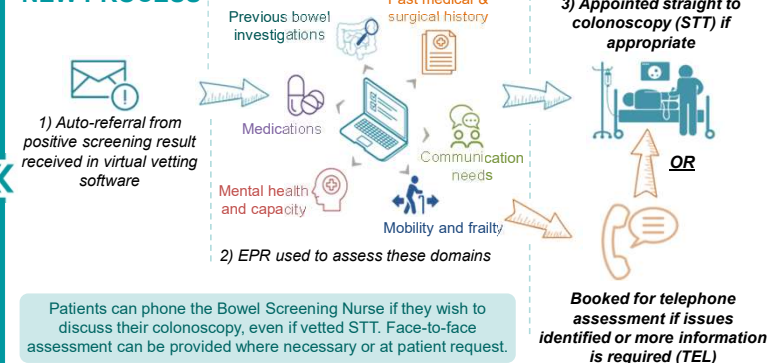 NEW PROCESS
1) Auto-referral from
positive screening result
received in virtual vetting
software
Previous bowel
investigations
Past medical &
surgical history
Medications
Communication
needs
Mental health
and capacity
Mobility and frailty
2) EPR used to assess these domains
3) Appointed straight to
colonoscopy (STT) if
appropriate
OR
Booked for telephone
assessment if issues
identified or more information
is required (TEL)
Patients can phone the Bowel Screening Nurse if they wish to
discuss their colonoscopy, even if vetted STT. Face-to-face
assessment can be provided where necessary or at patient request.